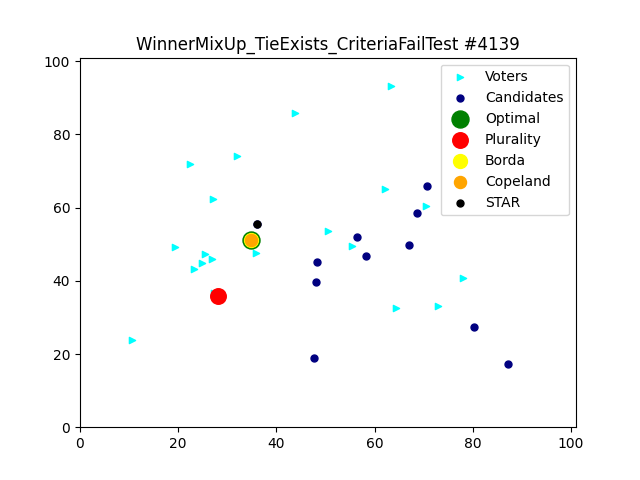 WinnerMixUp_TieExists_CriteriaFailTest #4139
100
80
60
40
20
0
0 20 40 60 80 100
Voters
Candidates
Optimal
Plurality
Borda
Copeland
STAR